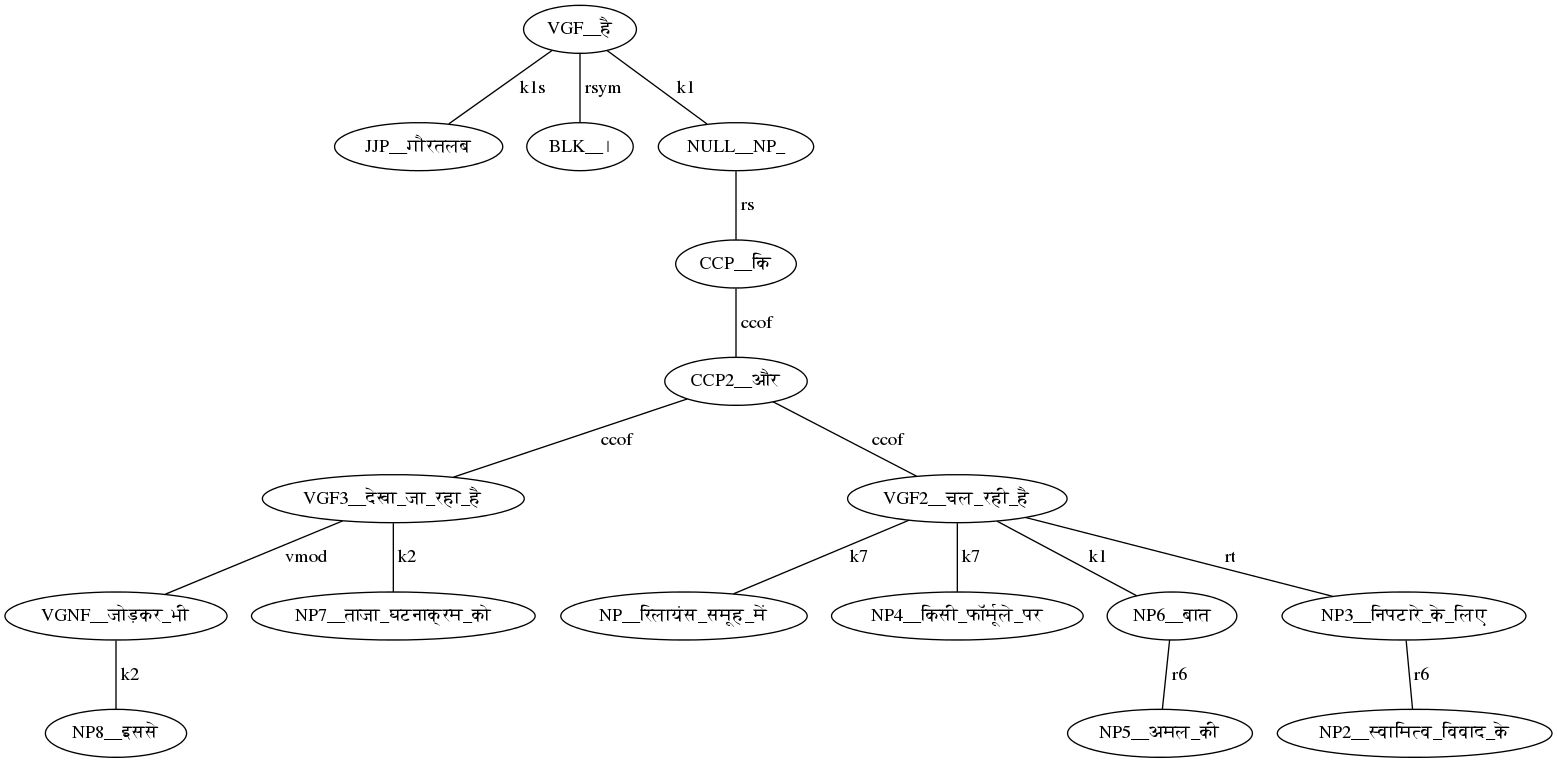 VGF__है
k1s
rsym
k1
JJP__गौरतलब
BLK__।
NULL__NP_
rs
CCP__कि
ccof
CCP2__और
ccof
ccof
VGF3__देखा_जा_रहा_है
VGF2__चल_रही_है
vmod
k2
k7
k7
k1
rt
VGNF__जोड़कर_भी
NP7__ताजा_घटनाक्रम_को
NP__रिलायंस_समूह_में
NP4__किसी_फॉर्मूले_पर
NP6__बात
NP3__निपटारे_के_लिए
k2
r6
r6
NP8__इससे
NP5__अमल_की
NP2__स्वामित्व_विवाद_के